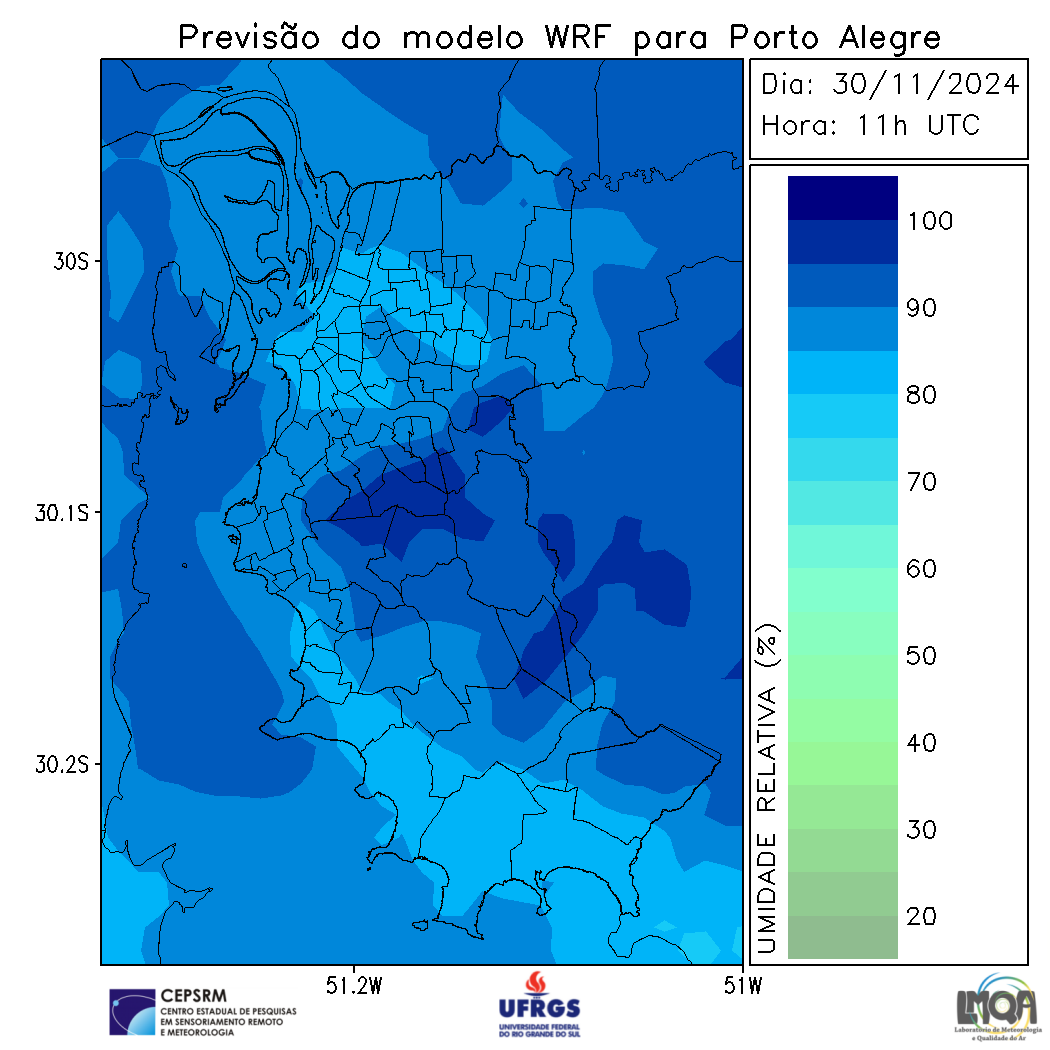 Previsão do modelo WRF para Porto Alegre
Dia: 30/11/2024
Hora: 11h UTC
100
90
80
70
60
50
40
30
20
UMIDADE RELATIVA (%)
30S
30.1S
30.2S
51.2W
51W
CEPSRM
CENTRO ESTADUAL DE PESQUISAS
EM SENSORIAMENTO REMOTO
E METEOROLOGIA
UFRGS
UNIVERSIDADE FEDERAL
DO RIO GRANDE DO SUL
LMQA
Laboratório de Meteorologia
e Qualidade do Ar